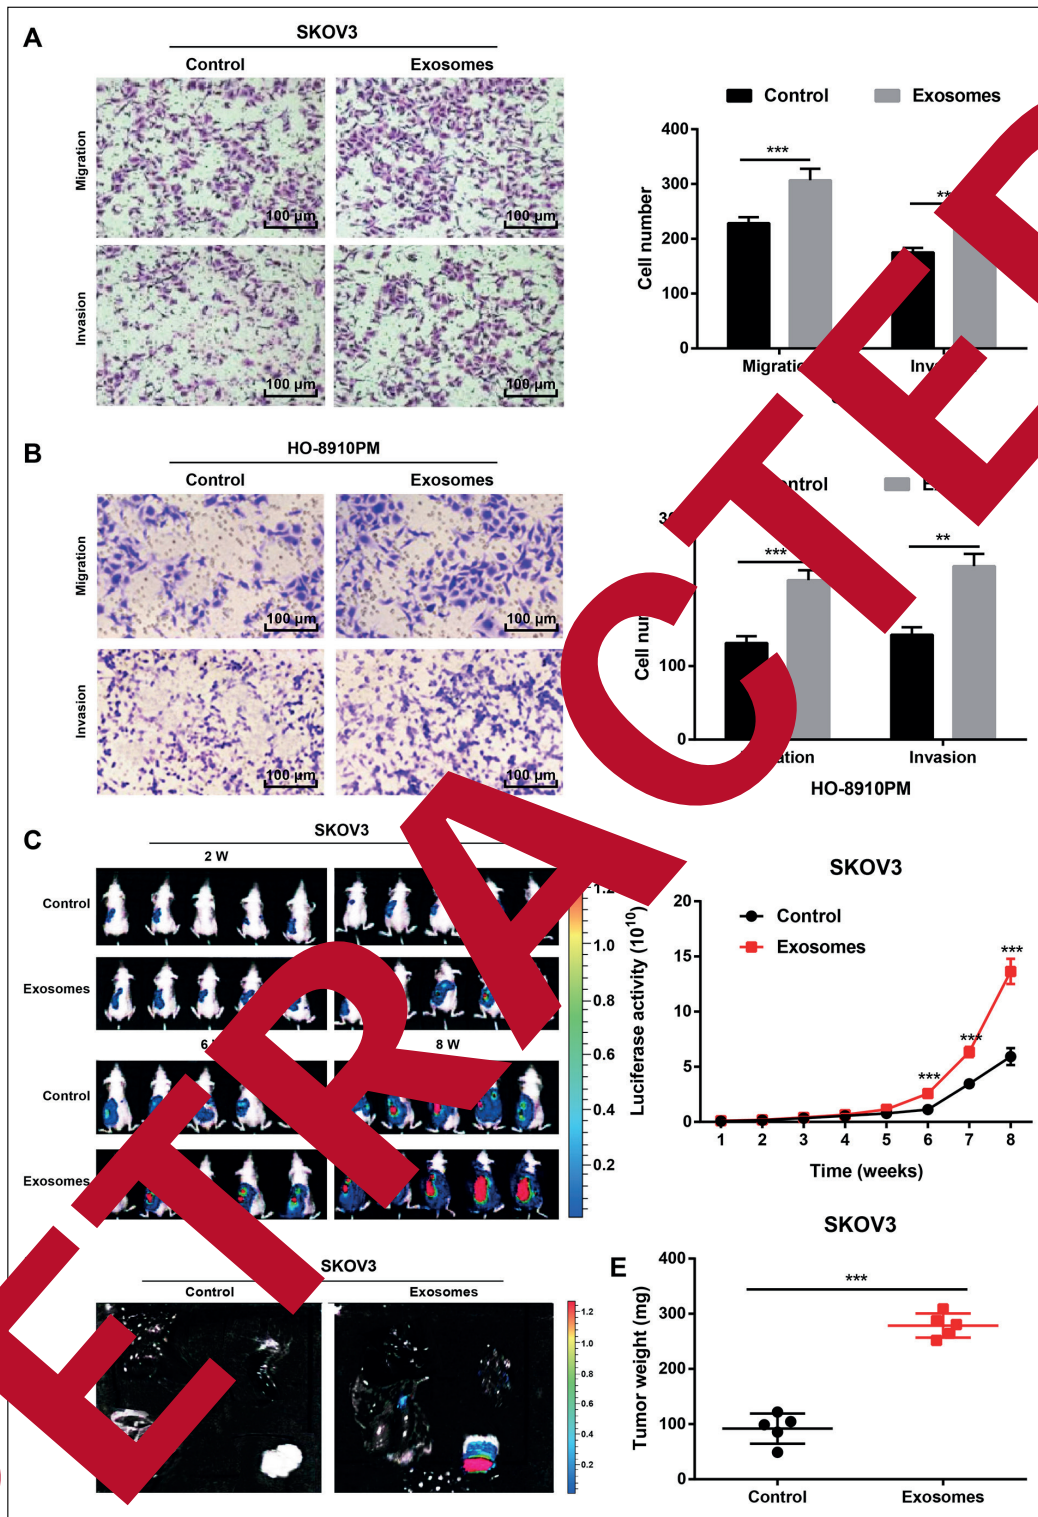 A
SKOV3
Control Exosomes
Migration
100 μm 100 μm
Invasion
100 μm 100 μm
Control Exosomes
Cell number
400
300
200
100
0
***
Migration
B
HO-8910PM
Control Exosomes
Migration
100 μm 100 μm
Invasion
100 μm 100 μm
Cell
*** **
100
0
Invasion
HO-8910PM
C
SKOV3
2 W
Control
Exosomes
8 W
Control
Exosomes
1.0
0.8
0.6
0.4
0.2
Luciferase activity (10¹⁰)
SKOV3
Control
Exosomes
20
15
10
5
0
*** *** ***
1 2 3 4 5 6 7 8
Time (weeks)
SKOV3
Control Exosomes
1.2
1.0
0.8
0.6
0.4
0.2
E
SKOV3
Tumor weight (mg)
400
300
200
100
0
***
Control Exosomes
RETRACTED